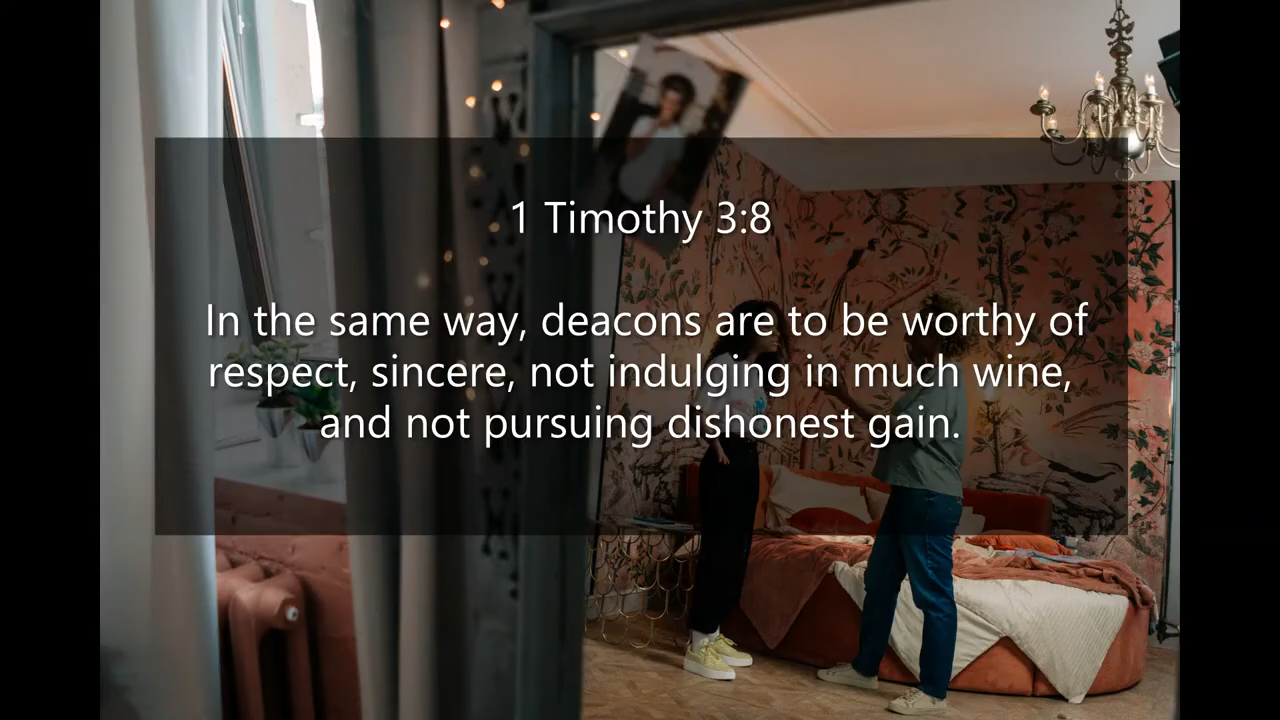 1 Timothy 3:8
In the same way, deacons are to be worthy of
respect, sincere, not indulging in much wine,
and not pursuing dishonest gain.